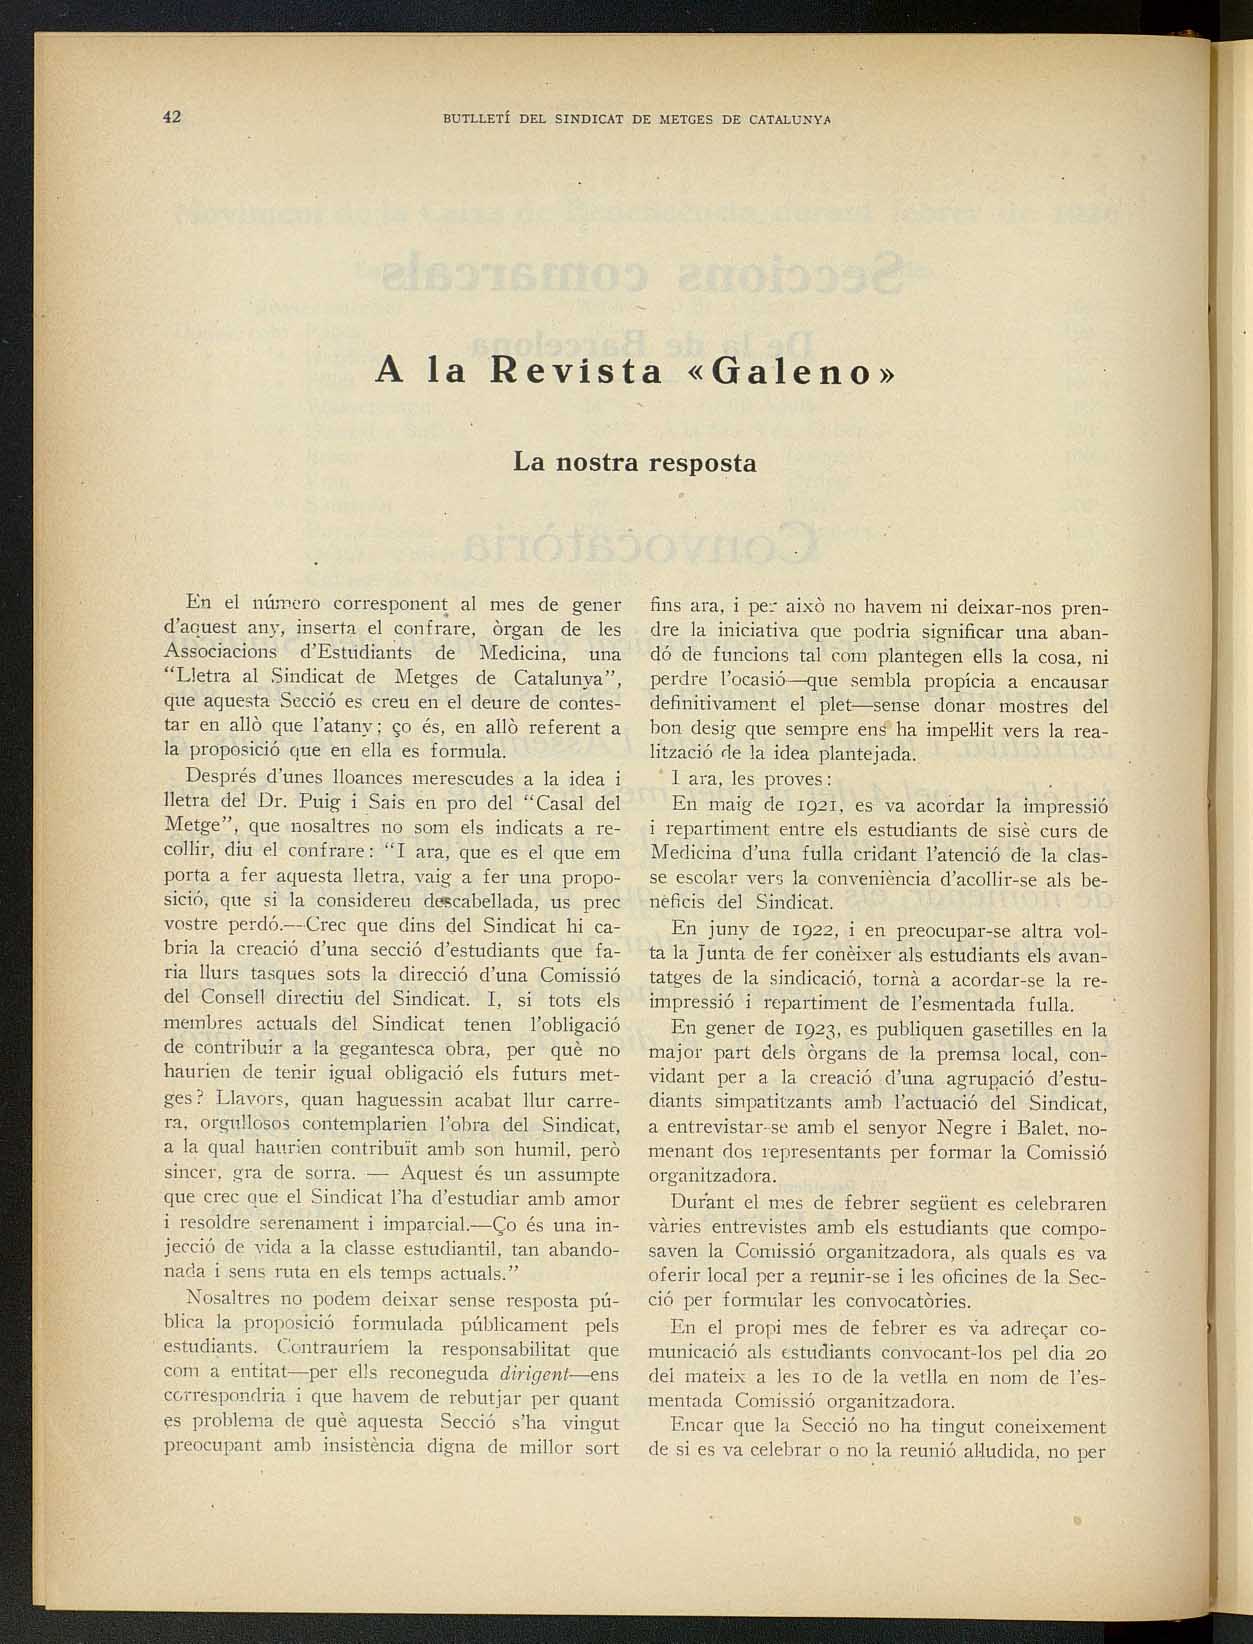 42
BUTLLETÍ DEL SINDICAT DE METGES DE CATALUNYA
A la Revista «Galeno»
La nostra resposta
En el número corresponent al mes de gener
d'aquest any, inserta el confrare, òrgan de les
Associacions d'Estudiants de Medicina, una
"Lletra al Sindicat de Metges de Catalunya",
que aquesta Secció es creu en el deure de contes-
tar en allò que l'atany; ço és, en allò referent a
la proposició que en ella es formula.
Després d'unes lloances merescudes a la idea i
lletra del Dr. Puig i Sais en pro del "Casal del
Metge", que nosaltres no som els indicats a re-
collir, diu el confrare: "I ara, que es el que em
porta a fer aquesta lletra, vaig a fer una propo-
sició, que si la considereu descabellada, us prec
vostre perdó.—Crec que dins del Sindicat hi ca-
bria la creació d'una secció d'estudiants que fa-
ria llurs tasques sots la direcció d'una Comissió
del Consell directiu del Sindicat. I, si tots els
membres actuals del Sindicat tenen l'obligació
de contribuir a la gegantesca obra, per què no
haurien de tenir igual obligació els futurs met-
ges? Llavors, quan haguessin acabat llur carre-
ra, orgullosos contemplarien l'obra del Sindicat,
a la qual haurien contribuït amb son humil, però
sincer, gra de sorra. — Aquest és un assumpte
que crec que el Sindicat l'ha d'estudiar amb amor
i resoldre serenament i imparcial.—Ço és una in-
jecció de vida a la classe estudiantil, tan abando-
nada i sens ruta en els temps actuals."
Nosaltres no podem deixar sense resposta pú-
blica la proposició formulada públicament pels
estudiants. Contrauríem la responsabilitat que
com a entitat—per ells reconeguda dirigent—ens
correspondria i que havem de rebutjar per quant
es problema de què aquesta Secció s'ha vingut
preocupant amb insistència digna de millor sort
fins ara, i per això no havem ni deixar-nos pren-
dre la iniciativa que podria significar una aban-
dó de funcions tal com plantegen ells la cosa, ni
perdre l'ocasió—que sembla propícia a encausar
definitivament el plet—sense donar mostres del
bon desig que sempre ens ha impel·lit vers la rea-
lització de la idea plantejada.
I ara, les proves:
En maig de 1921, es va acordar la impressió
i repartiment entre els estudiants de sisè curs de
Medicina d'una fulla cridant l'atenció de la clas-
se escolar vers la conveniència d'acollir-se als be-
nèficis del Sindicat.
En juny de 1922, i en preocupar-se altra vol-
ta la Junta de fer conèixer als estudiants els avan-
tatges de la sindicació, tornà a acordar-se la re-
impressió i repartiment de l'esmentada fulla.
En gener de 1923, es publiquen gasetilles en la
major part dels òrgans de la premsa local, con-
vidant per a la creació d'una agrupació d'estu-
diants simpatitzants amb l'actuació del Sindicat,
a entrevistar-se amb el senyor Negre i Balet, no-
menant dos representants per formar la Comissió
organitzadora.
Durant el mes de febrer següent es celebraren
vàries entrevistes amb els estudiants que compo-
saven la Comissió organitzadora, als quals es va
oferir local per a reunir-se i les oficines de la Sec-
ció per formular les convocatòries.
En el propi mes de febrer es va adreçar co-
municació als estudiants convocant-los pel dia 20
del mateix a les 10 de la vetlla en nom de l'es-
mentada Comissió organitzadora.
Encar que la Secció no ha tingut coneixement
de si es va celebrar o no la reunió al·ludida, no per